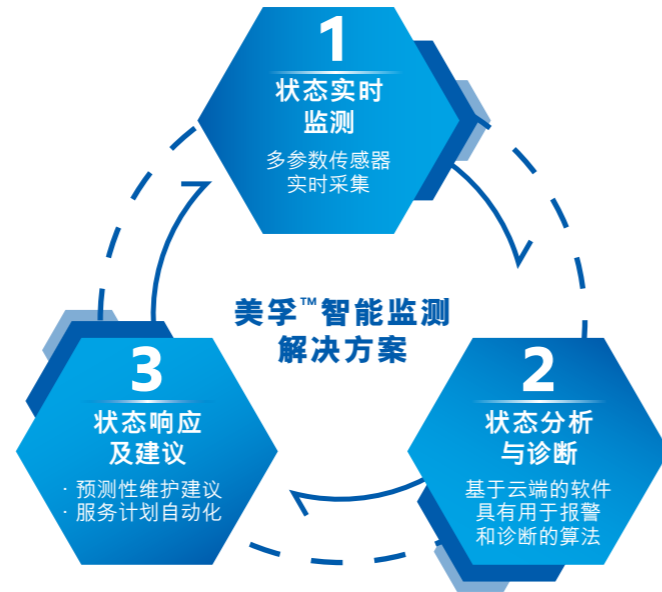 1
状态实时
监测
多参数传感器
实时采集
美孚™智能监测
解决方案
3
状态响应
及建议
· 预测性维护建议
· 服务计划自动化
2
状态分析
与诊断
基于云端的软件
具有用于报警
和诊断的算法